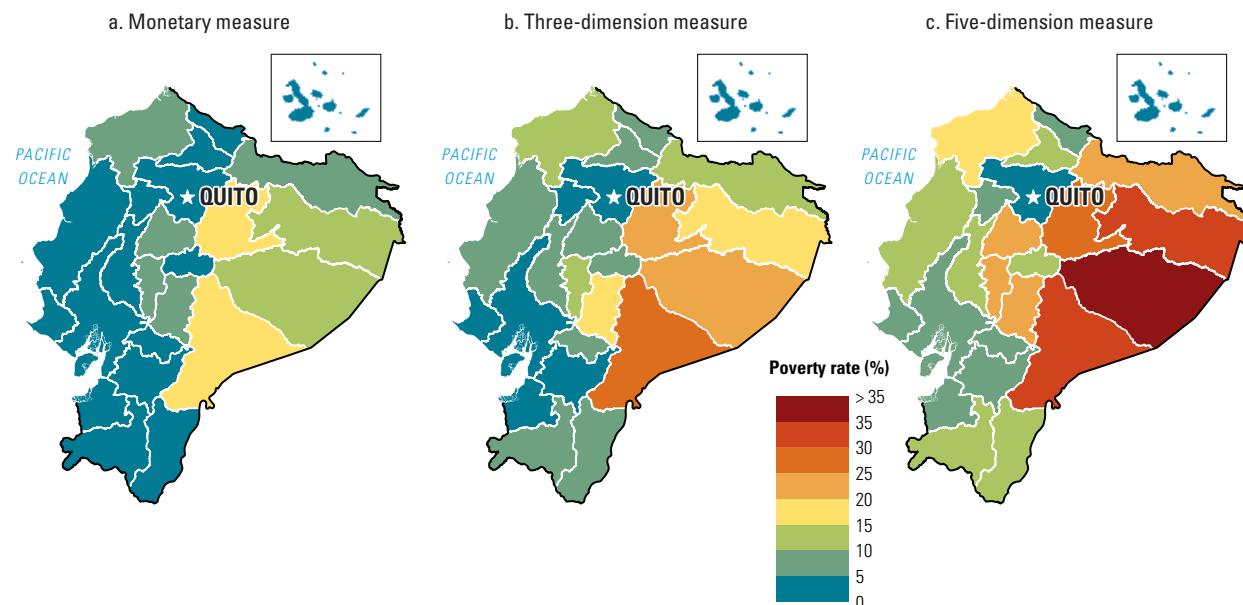 a. Monetary measure
b. Three-dimension measure
c. Five-dimension measure
PACIFIC
OCEAN
QUITO
PACIFIC
OCEAN
QUITO
PACIFIC
OCEAN
QUITO
Poverty rate (%)
> 35
35
30
25
20
15
10
5
0